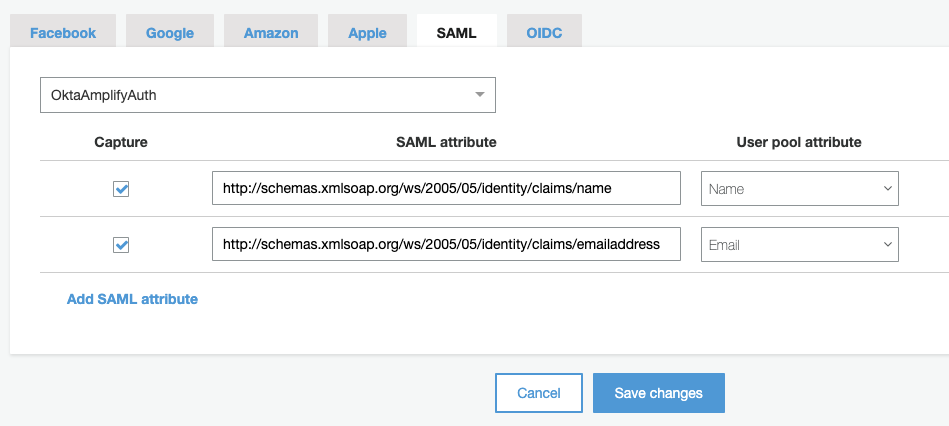 Facebook Google Amazon Apple SAML OIDC
OktaAmplifyAuth
Capture SAML attribute User pool attribute
http://schemas.xmlsoap.org/ws/2005/05/identity/claims/name Name
http://schemas.xmlsoap.org/ws/2005/05/identity/claims/emailaddress Email
Add SAML attribute
Cancel Save changes